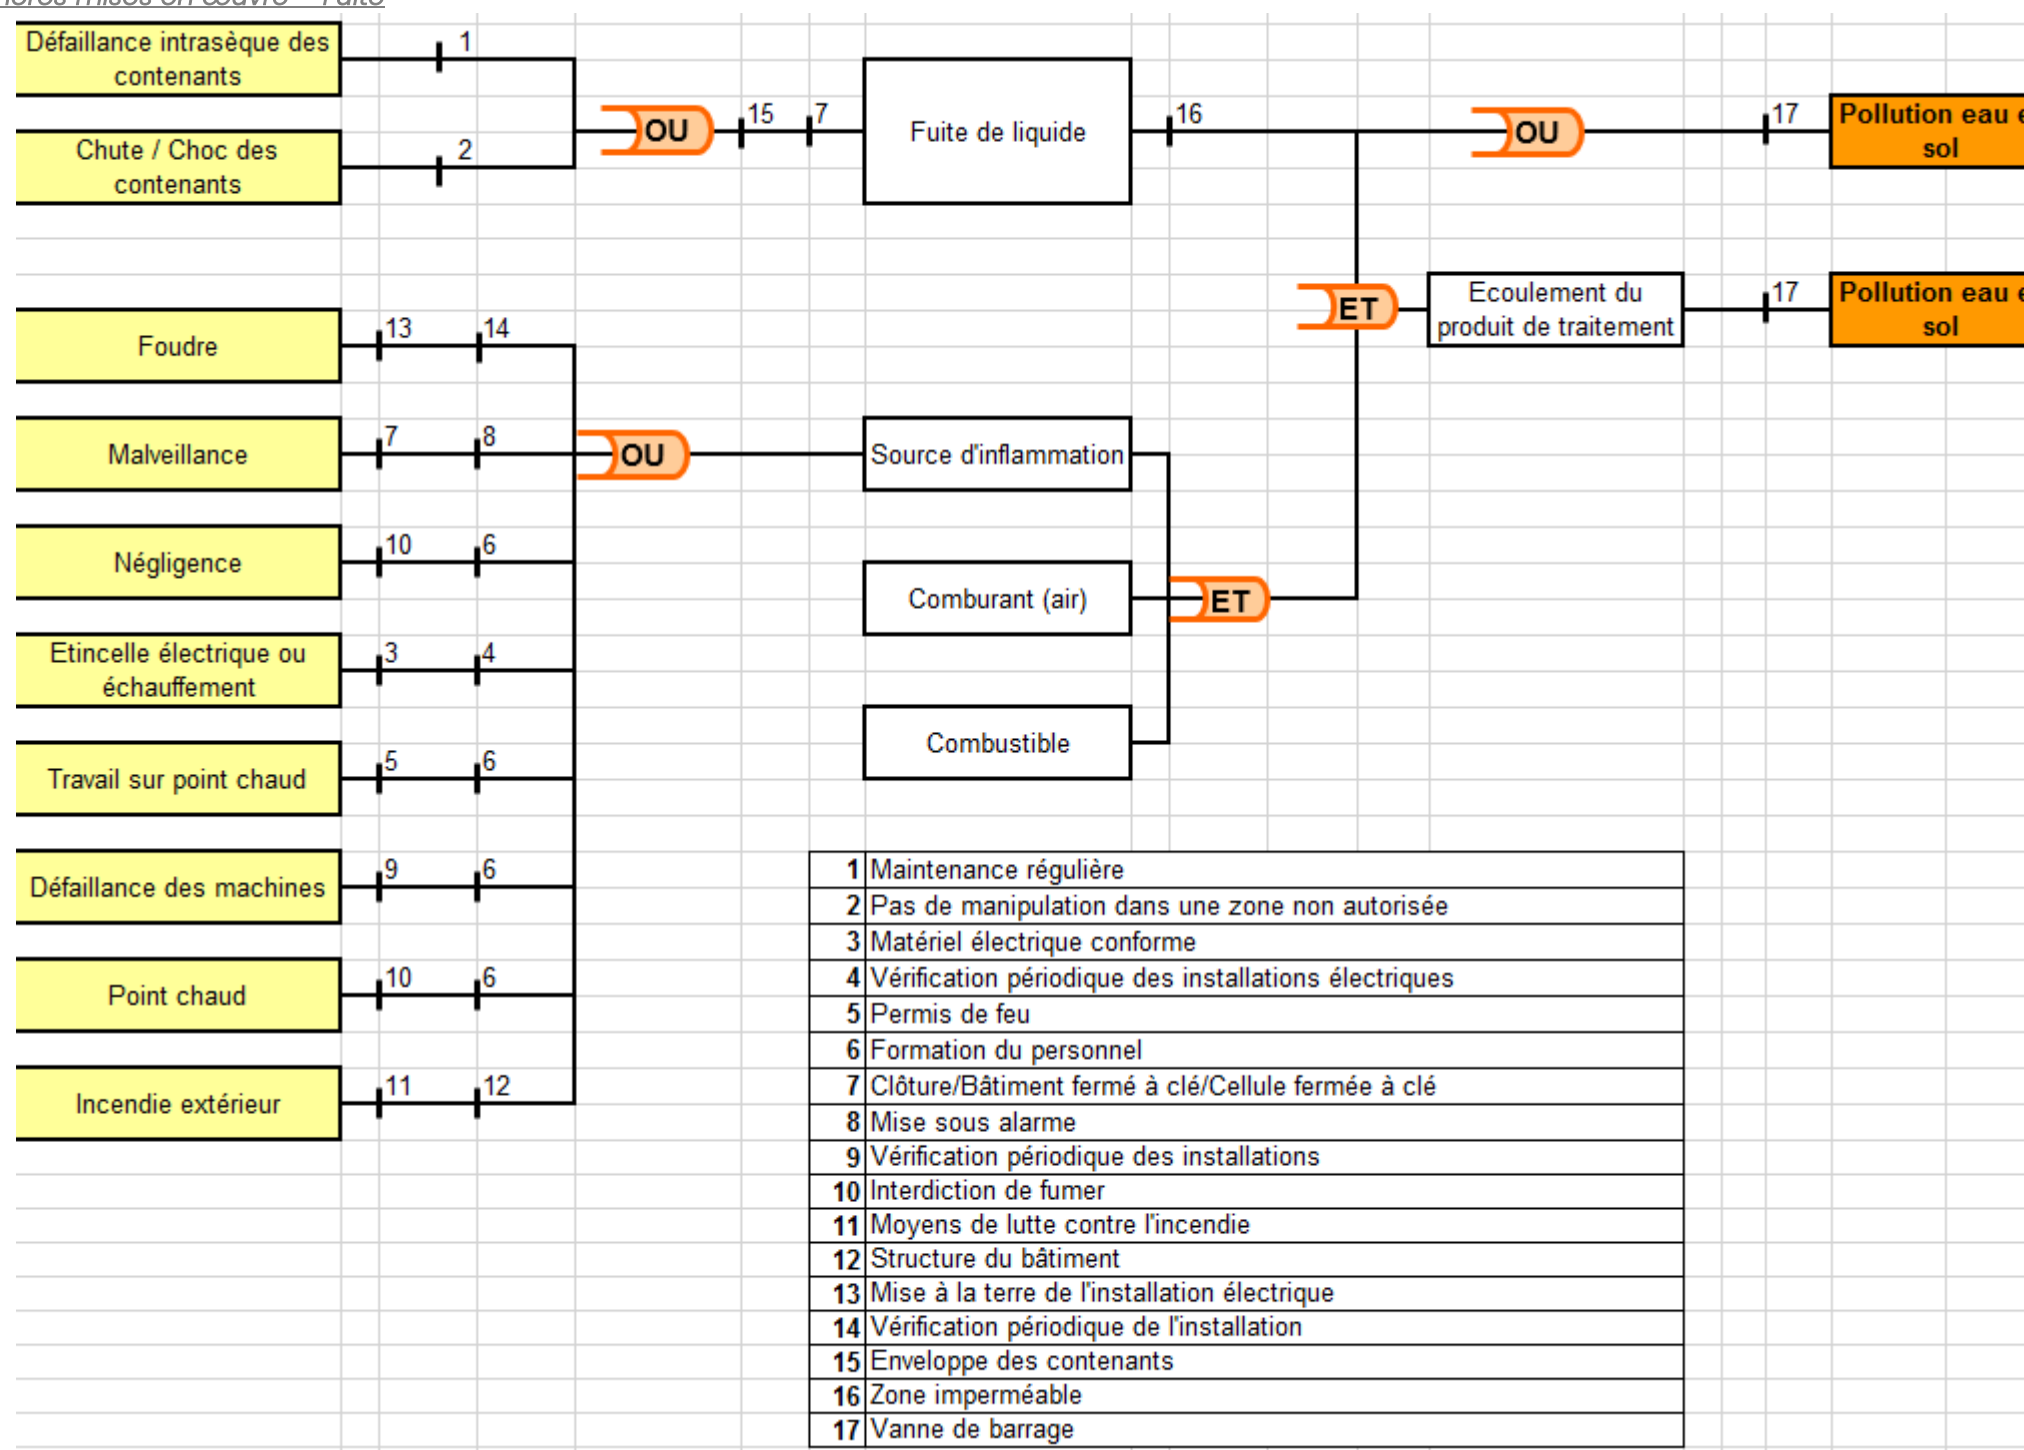 mises en œuvre – Fuite
Défaillance intrasèque des
contenants
1
Chute / Choc des
contenants
2
OU
15
7
Fuite de liquide
16
OU
17
Pollution eau e
sol
ET
Ecoulement du
produit de traitement
17
Pollution eau e
sol
Foudre
13
14
Malveillance
7
8
OU
Source d'inflammation
Négligence
10
6
Comburant (air)
ET
Etincelle électrique ou
échauffement
3
4
Combustible
Travail sur point chaud
5
6
Défaillance des machines
9
6
Point chaud
10
6
Incendie extérieur
11
12
1 Maintenance régulière
2 Pas de manipulation dans une zone non autorisée
3 Matériel électrique conforme
4 Vérification périodique des installations électriques
5 Permis de feu
6 Formation du personnel
7 Clôture/Bâtiment fermé à clé/Cellule fermée à clé
8 Mise sous alarme
9 Vérification périodique des installations
10 Interdiction de fumer
11 Moyens de lutte contre l'incendie
12 Structure du bâtiment
13 Mise à la terre de l'installation électrique
14 Vérification périodique de l'installation
15 Enveloppe des contenants
16 Zone imperméable
17 Vanne de barrage